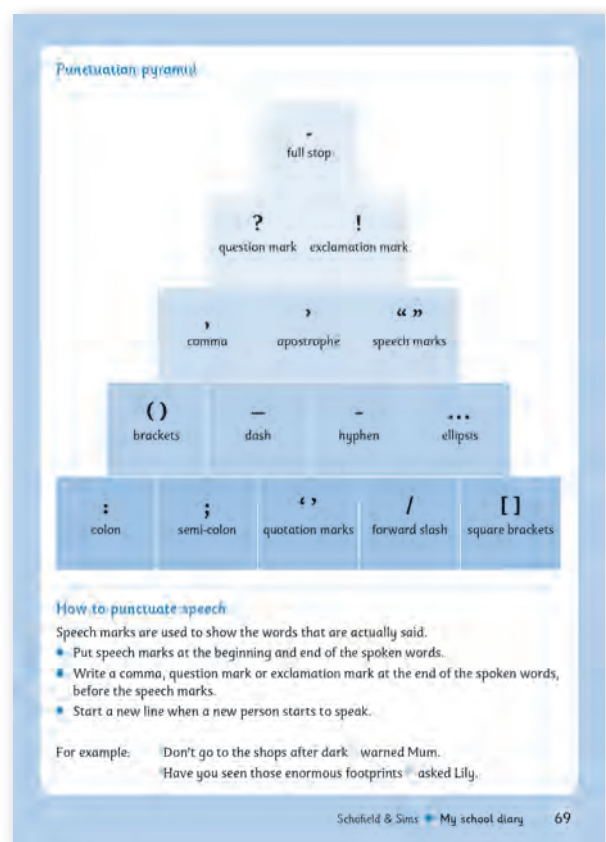 Punctuation pyramid
.
full stop
? !
question mark exclamation mark
, ’ “ ”
comma apostrophe speech marks
( ) – - ...
brackets dash hyphen ellipsis
: ; ‘ ’ / [ ]
colon semi-colon quotation marks forward slash square brackets
How to punctuate speech
Speech marks are used to show the words that are actually said.
• Put speech marks at the beginning and end of the spoken words.
• Write a comma, question mark or exclamation mark at the end of the spoken words,
before the speech marks.
• Start a new line when a new person starts to speak.
For example: Don’t go to the shops after dark warned Mum.
Have you seen those enormous footprints asked Lily.
Schofield & Sims • My school diary 69